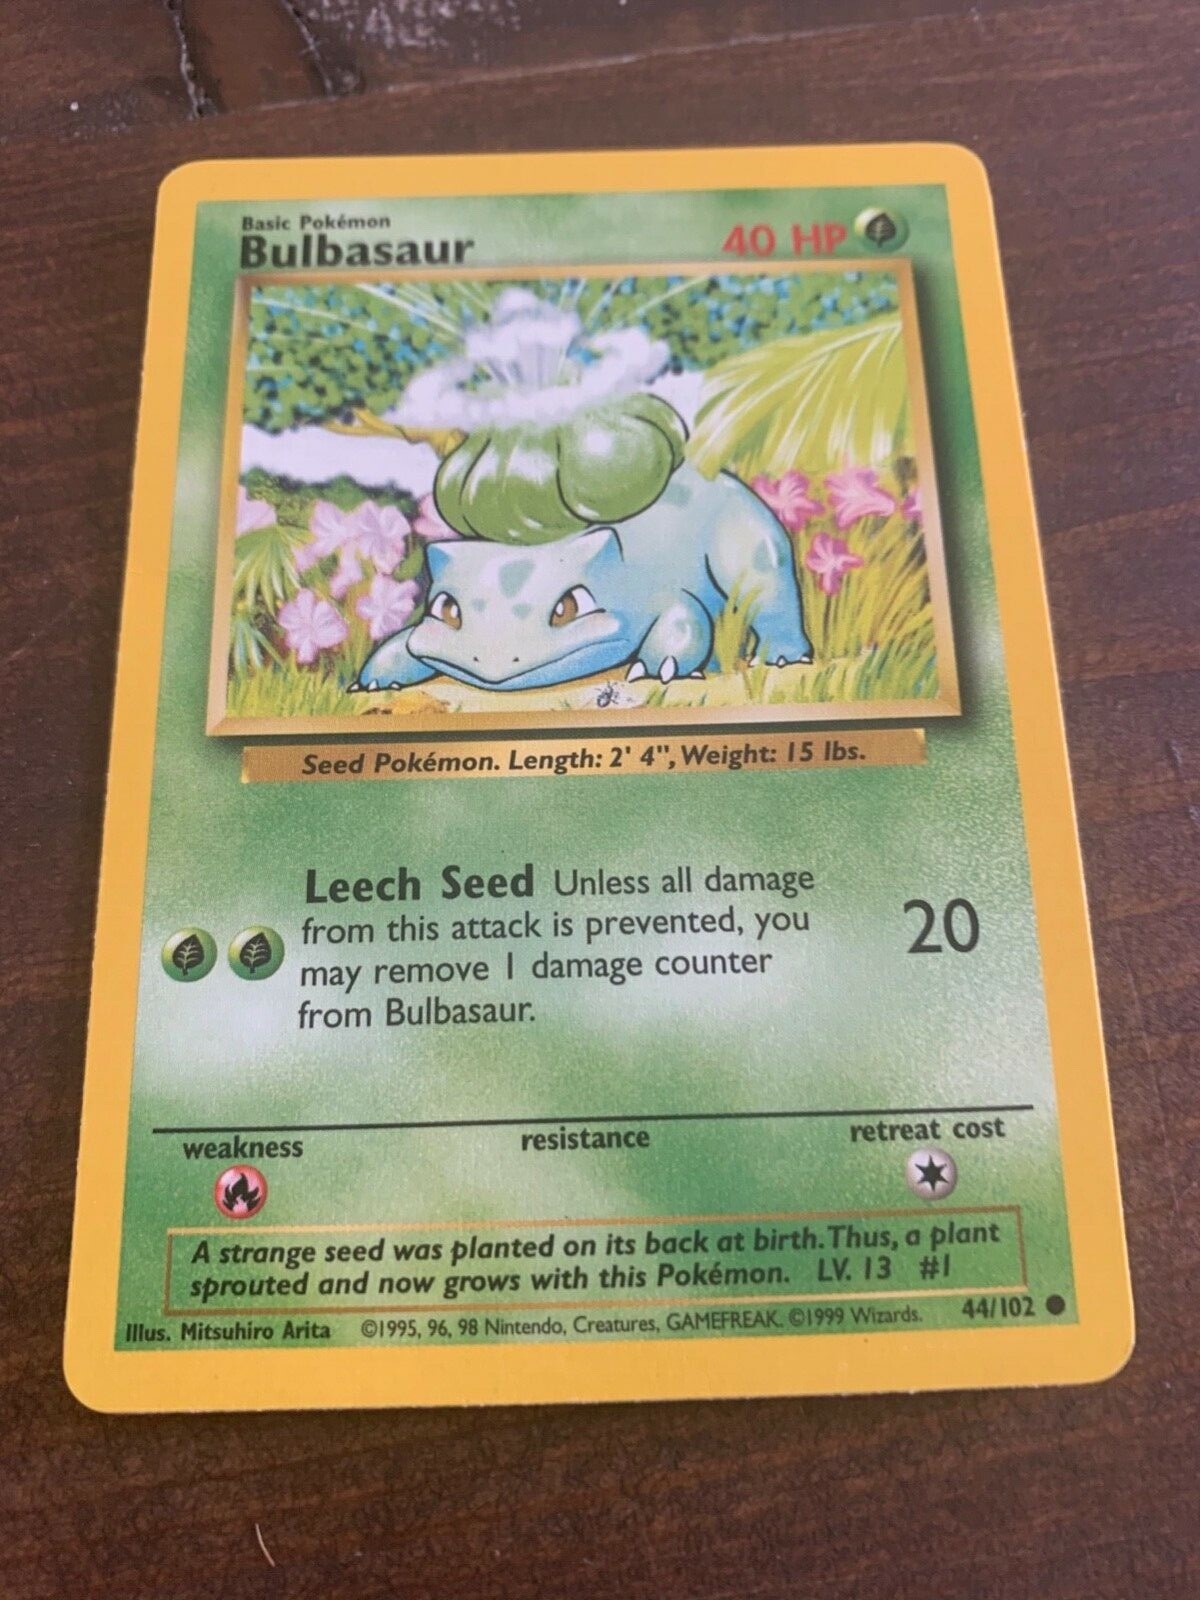 Basic Pokémon
Bulbasaur
40 HP
Seed Pokémon. Length: 2' 4", Weight: 15 lbs.
Leech Seed Unless all damage
from this attack is prevented, you
may remove 1 damage counter
from Bulbasaur.
20
weakness
resistance
retreat cost
A strange seed was planted on its back at birth. Thus, a plant
sprouted and now grows with this Pokémon. LV. 13 #1
Illus. Mitsuhiro Arita ©1995, 96, 98 Nintendo, Creatures, GAMEFREAK. ©1999 Wizards. 44/102